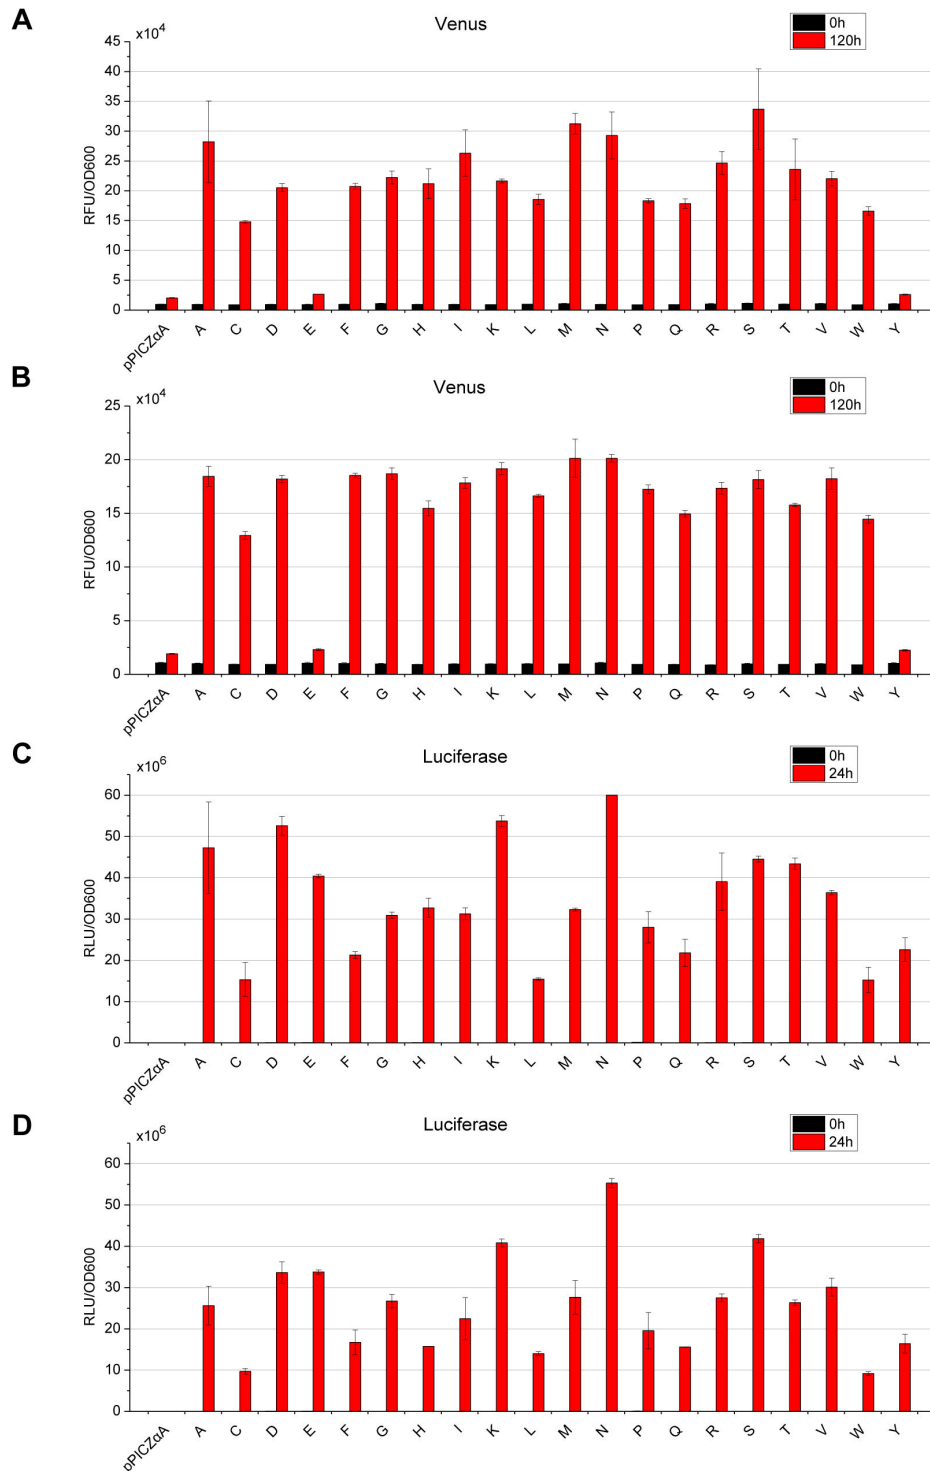 A
Venus
0h
120h
x10⁴
45
40
35
30
25
20
15
10
5
0
RFU/OD600
pPICZαA A C D E F G H I K L M N P Q R S T V W Y
B
Venus
0h
120h
x10⁴
25
20
15
10
5
0
RFU/OD600
pPICZαA A C D E F G H I K L M N P Q R S T V W Y
C
Luciferase
0h
24h
x10⁶
60
50
40
30
20
10
0
RLU/OD600
pPICZαA A C D E F G H I K L M N P Q R S T V W Y
D
Luciferase
0h
24h
x10⁶
60
50
40
30
20
10
0
RLU/OD600
pPICZαA A C D E F G H I K L M N P Q R S T V W Y